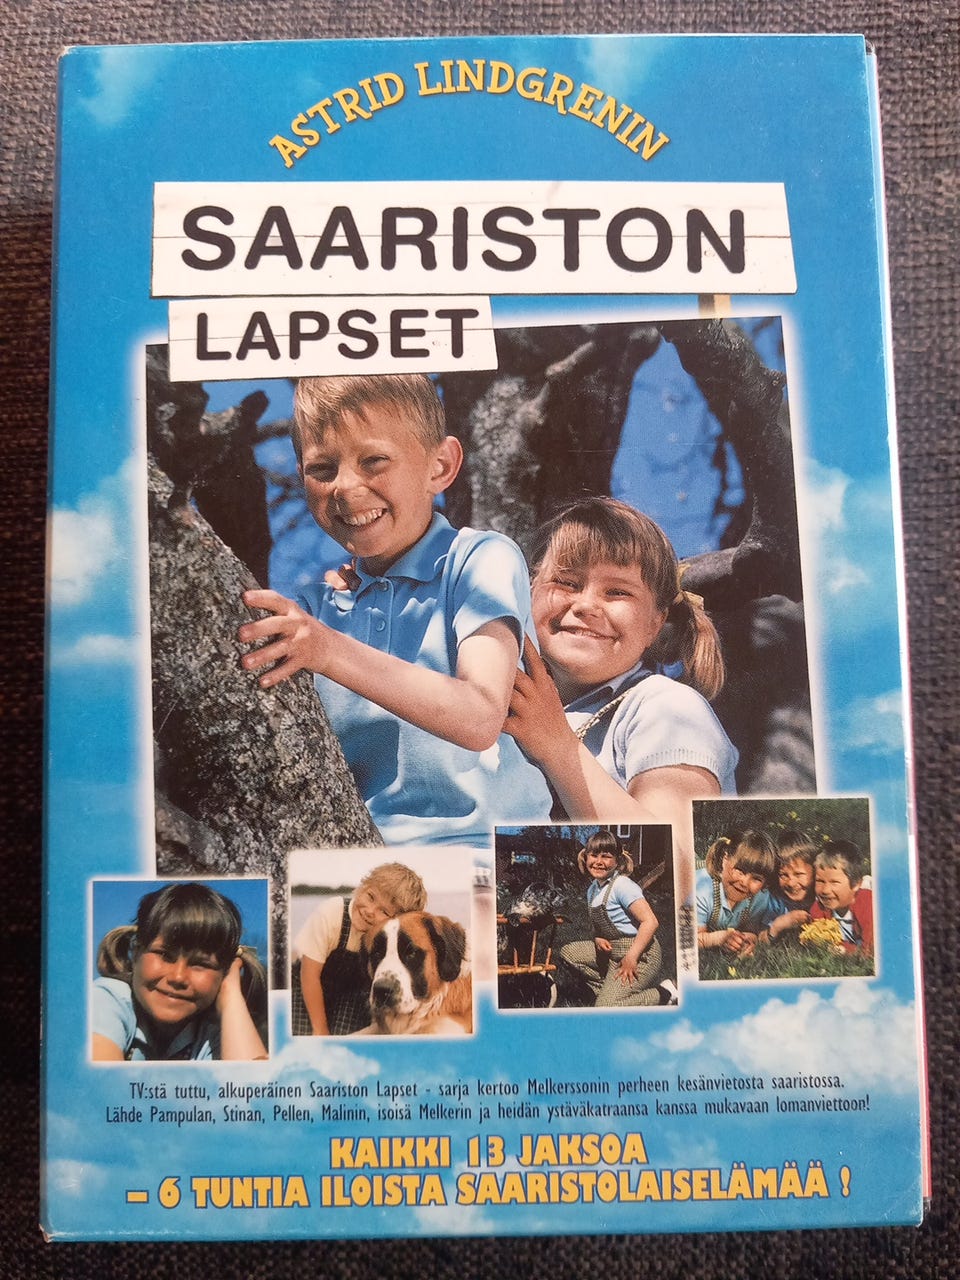 ASTRID LINDGRENIN
SAARISTON
LAPSET
TV:stä tuttu, alkuperäinen Saariston Lapset - sarja kertoo Melkerssonin perheen kesänvietosta saaristossa.
Lähde Pampulan, Stinan, Pellen, Malinin, isoisä Melkerin ja heidän ystäväkatraansa kanssa mukavaan lomanviettoon!
KAIKKI 13 JAKSOA
– 6 TUNTIA ILOISTA SAARISTOLAISELÄMÄÄ !